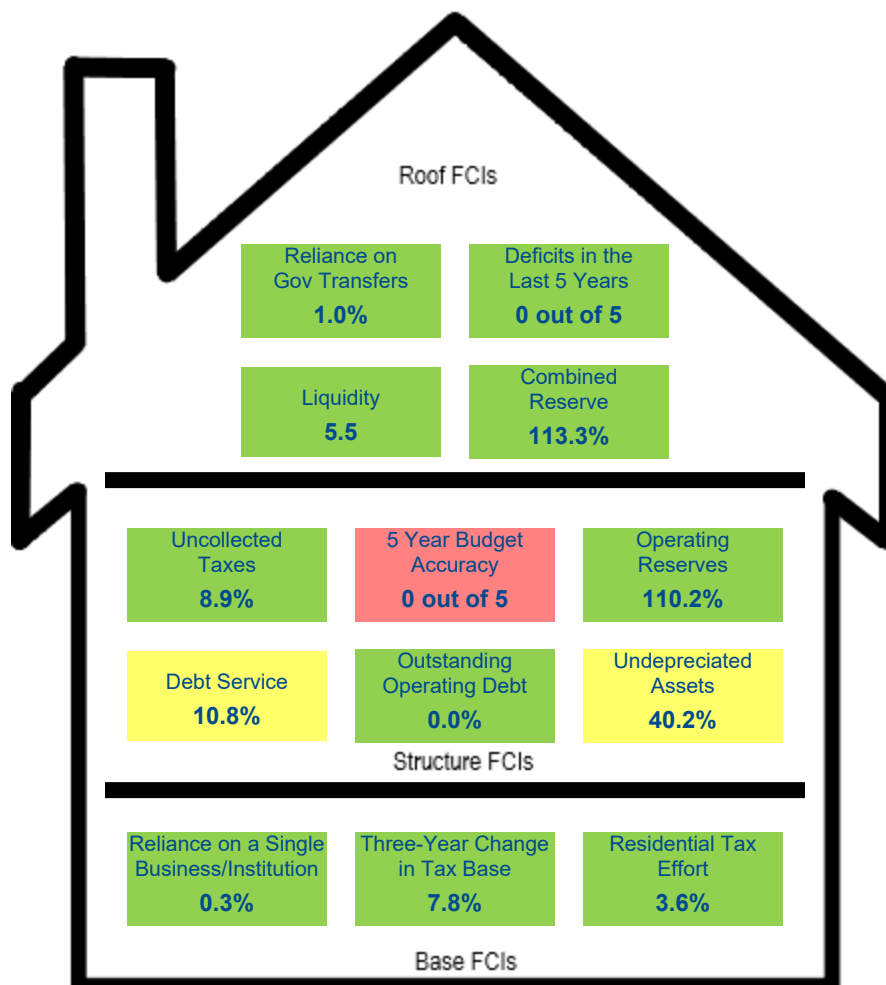 Roof FCIs
Reliance on
Gov Transfers
1.0%
Deficits in the
Last 5 Years
0 out of 5
Liquidity
5.5
Combined
Reserve
113.3%
Uncollected
Taxes
8.9%
5 Year Budget
Accuracy
0 out of 5
Operating
Reserves
110.2%
Debt Service
10.8%
Outstanding
Operating Debt
0.0%
Undepreciated
Assets
40.2%
Structure FCIs
Reliance on a Single
Business/Institution
0.3%
Three-Year Change
in Tax Base
7.8%
Residential Tax
Effort
3.6%
Base FCIs